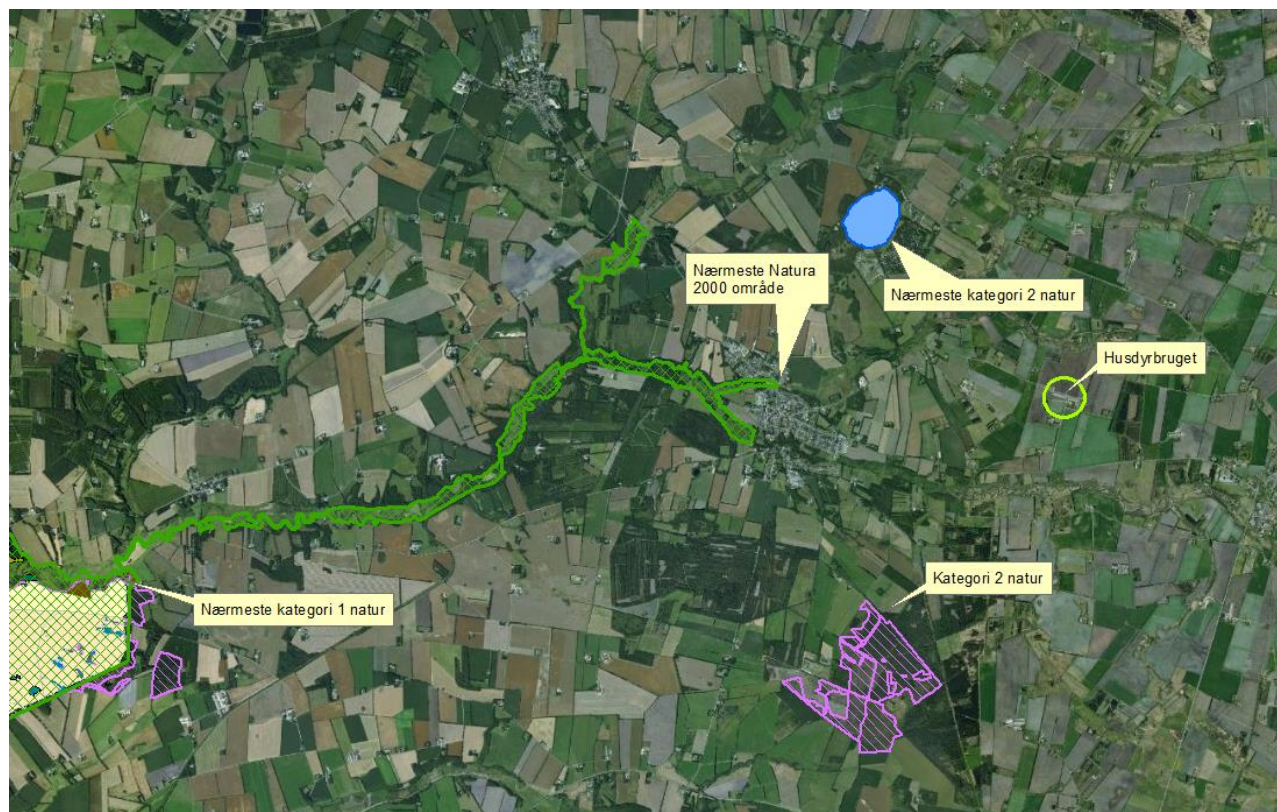 Nærmeste Natura
2000 område
Nærmeste kategori 2 natur
Husdyrbruget
Kategori 2 natur
Nærmeste kategori 1 natur